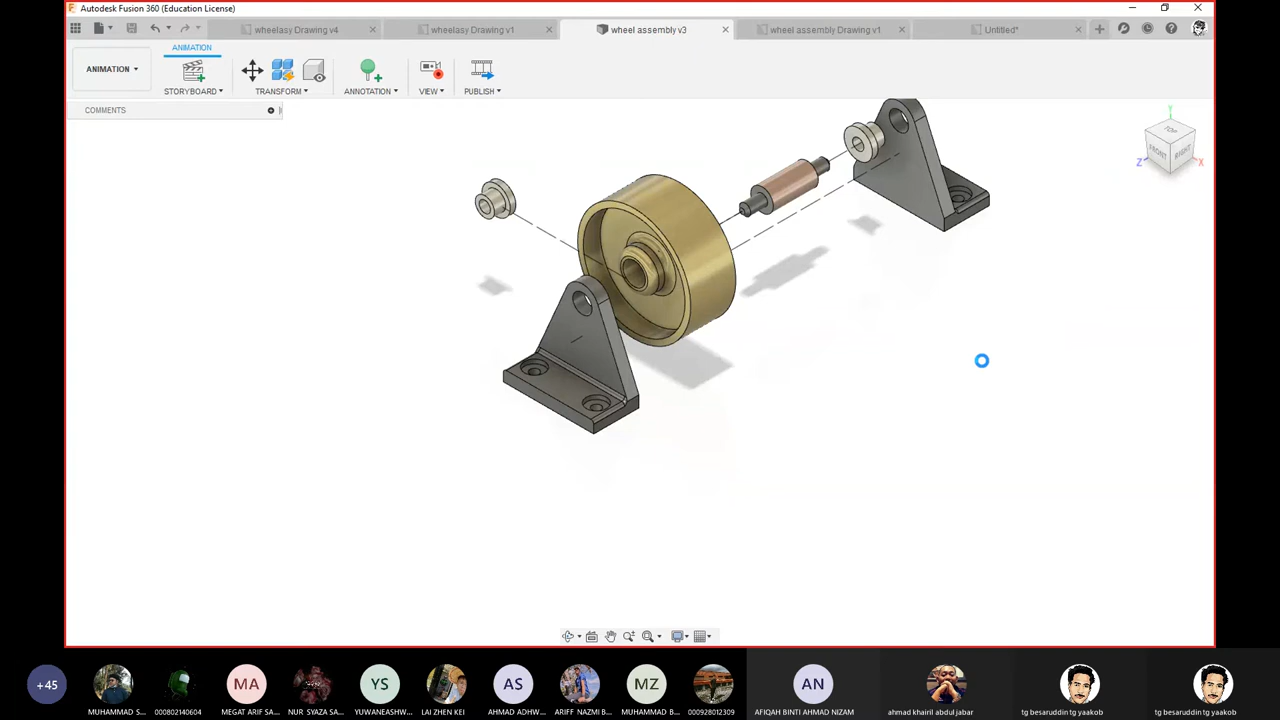 Autodesk Fusion 360 (Education License)
wheelasy Drawing v4
wheelasy Drawing v1
wheel assembly v3
wheel assembly Drawing v1
Untitled*
ANIMATION
ANIMATION
STORYBOARD
TRANSFORM
ANNOTATION
VIEW
PUBLISH
COMMENTS
Y
TOP
FRONT
RIGHT
Z
X
+45
MA
YS
AS
MZ
AN
MUHAMMAD S...
000802140604
MEGAT ARIF SA...
NUR SYAZA SA...
YUWANEASHW...
LAI ZHEN KEI
AHMAD ADHW...
ARIFF NAZMI B...
MUHAMMAD B...
000928012309
AFIQAH BINTI AHMAD NIZAM
ahmad khairil abdul jabar
tg besaruddin tg yaakob
tg besaruddin tg yaakob